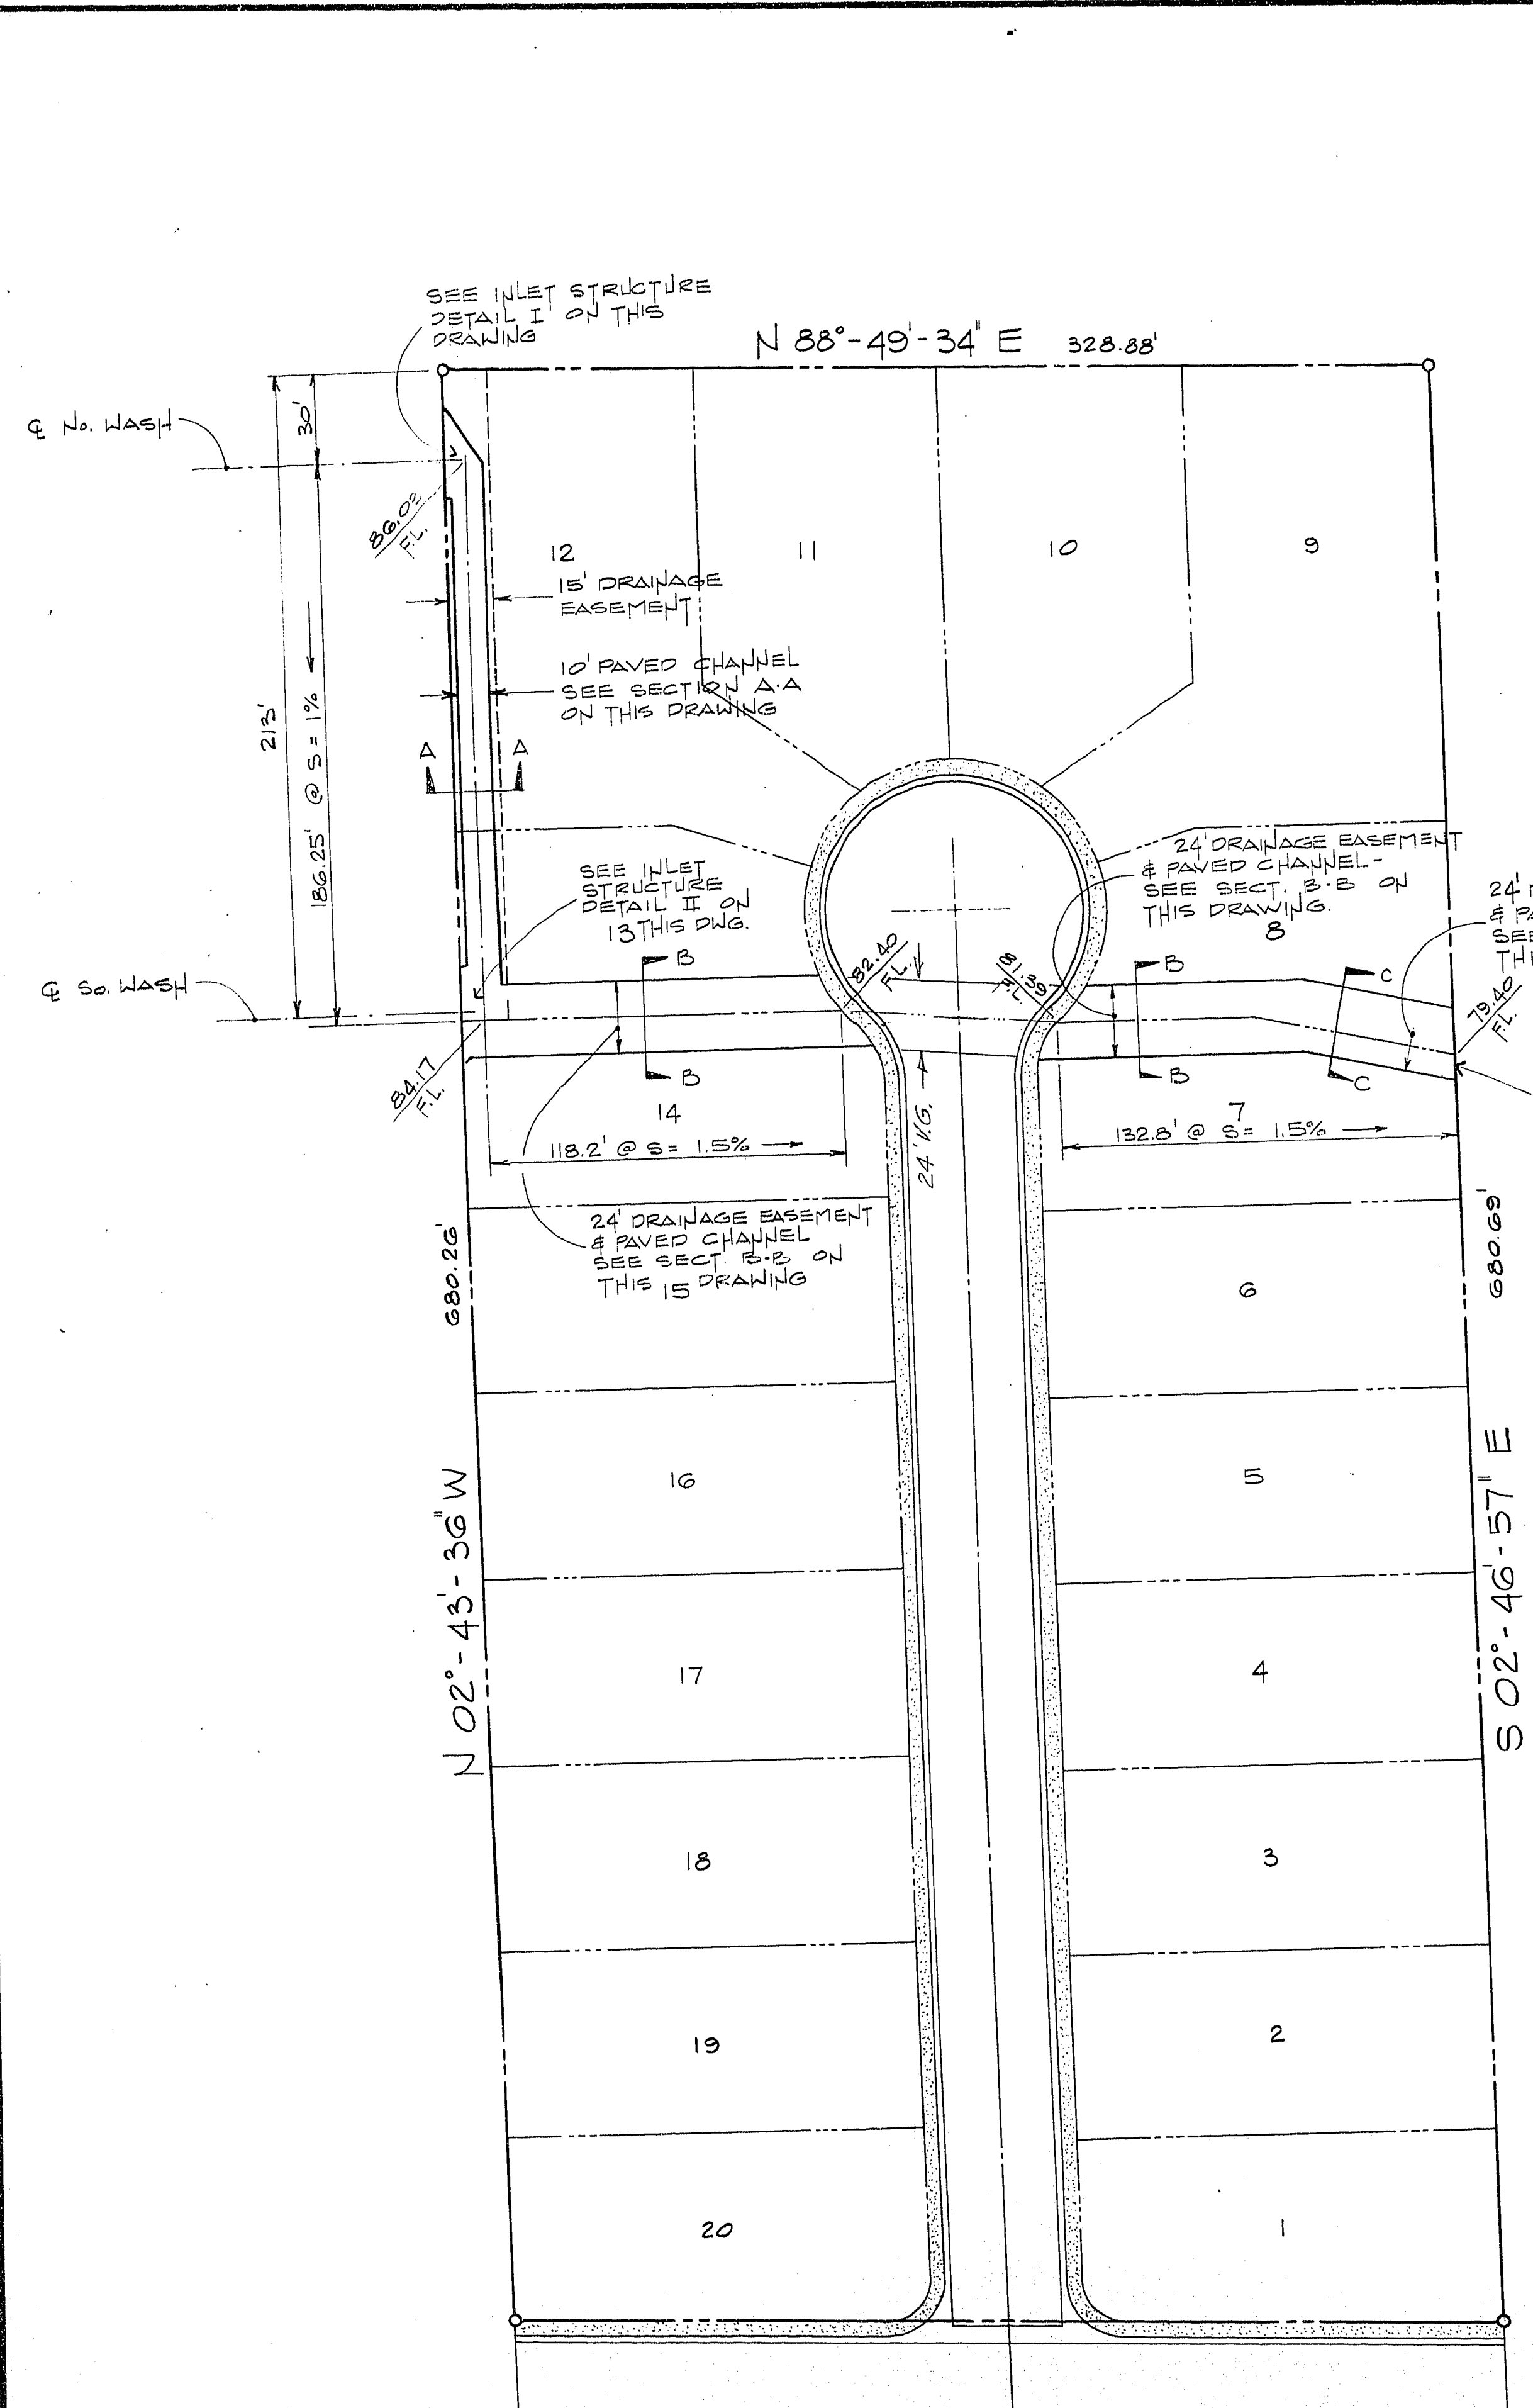 SEE INLET STRUCTURE
DETAIL I ON THIS
DRAWING
N 88°-49'-34" E 328.88'
℄ No. WASH
30'
86.02
F.L.
12
11
10
9
15' DRAINAGE
EASEMENT
10' PAVED CHANNEL
SEE SECTION A-A
ON THIS DRAWING
213'
186.25' @ S = 1%
A A
SEE INLET
STRUCTURE
DETAIL II ON
13 THIS DWG.
24' DRAINAGE EASEMENT
& PAVED CHANNEL -
SEE SECT. B-B ON
THIS DRAWING.
8
24'
& PA
SEE
TH
℄ So. WASH
B
82.40
F.L.
81.39
F.L.
B
C
79.40
F.L.
84.17
F.L.
B
B
C
14
118.2' @ S = 1.5%
24' V.G.
7
132.8' @ S = 1.5%
24' DRAINAGE EASEMENT
& PAVED CHANNEL
SEE SECT. B-B ON
THIS 15 DRAWING
680.26'
680.69'
6
16
5
N 02°-43'-36" W
S 02°-46'-57" E
17
4
18
3
19
2
20
1